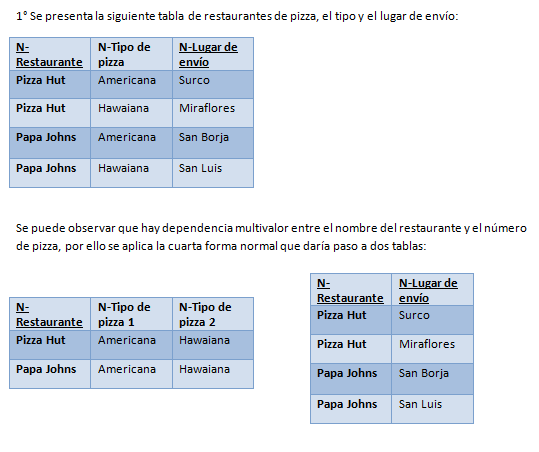 1° Se presenta la siguiente tabla de restaurantes de pizza, el tipo y el lugar de envío:
N-Restaurante N-Tipo de pizza N-Lugar de envío
Pizza Hut Americana Surco
Pizza Hut Hawaiana Miraflores
Papa Johns Americana San Borja
Papa Johns Hawaiana San Luis
Se puede observar que hay dependencia multivalor entre el nombre del restaurante y el número
de pizza, por ello se aplica la cuarta forma normal que daría paso a dos tablas:
N-Restaurante N-Tipo de pizza 1 N-Tipo de pizza 2
Pizza Hut Americana Hawaiana
Papa Johns Americana Hawaiana
N-Restaurante N-Lugar de envío
Pizza Hut Surco
Pizza Hut Miraflores
Papa Johns San Borja
Papa Johns San Luis